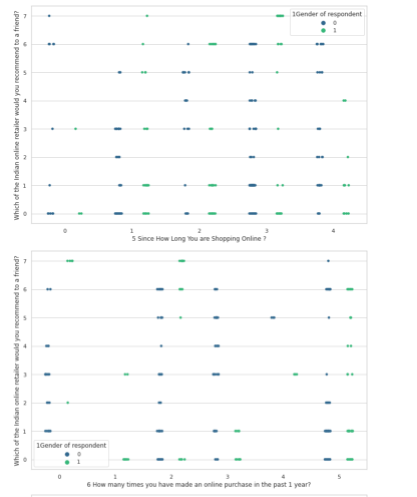 Which of the Indian online retailer would you recommend to a friend?
7
6
5
4
3
2
1
0
1Gender of respondent
0
1
0 1 2 3 4
5 Since How Long You are Shopping Online ?
Which of the Indian online retailer would you recommend to a friend?
7
6
5
4
3
2
1
0
1Gender of respondent
0
1
0 1 2 3 4 5
6 How many times you have made an online purchase in the past 1 year?